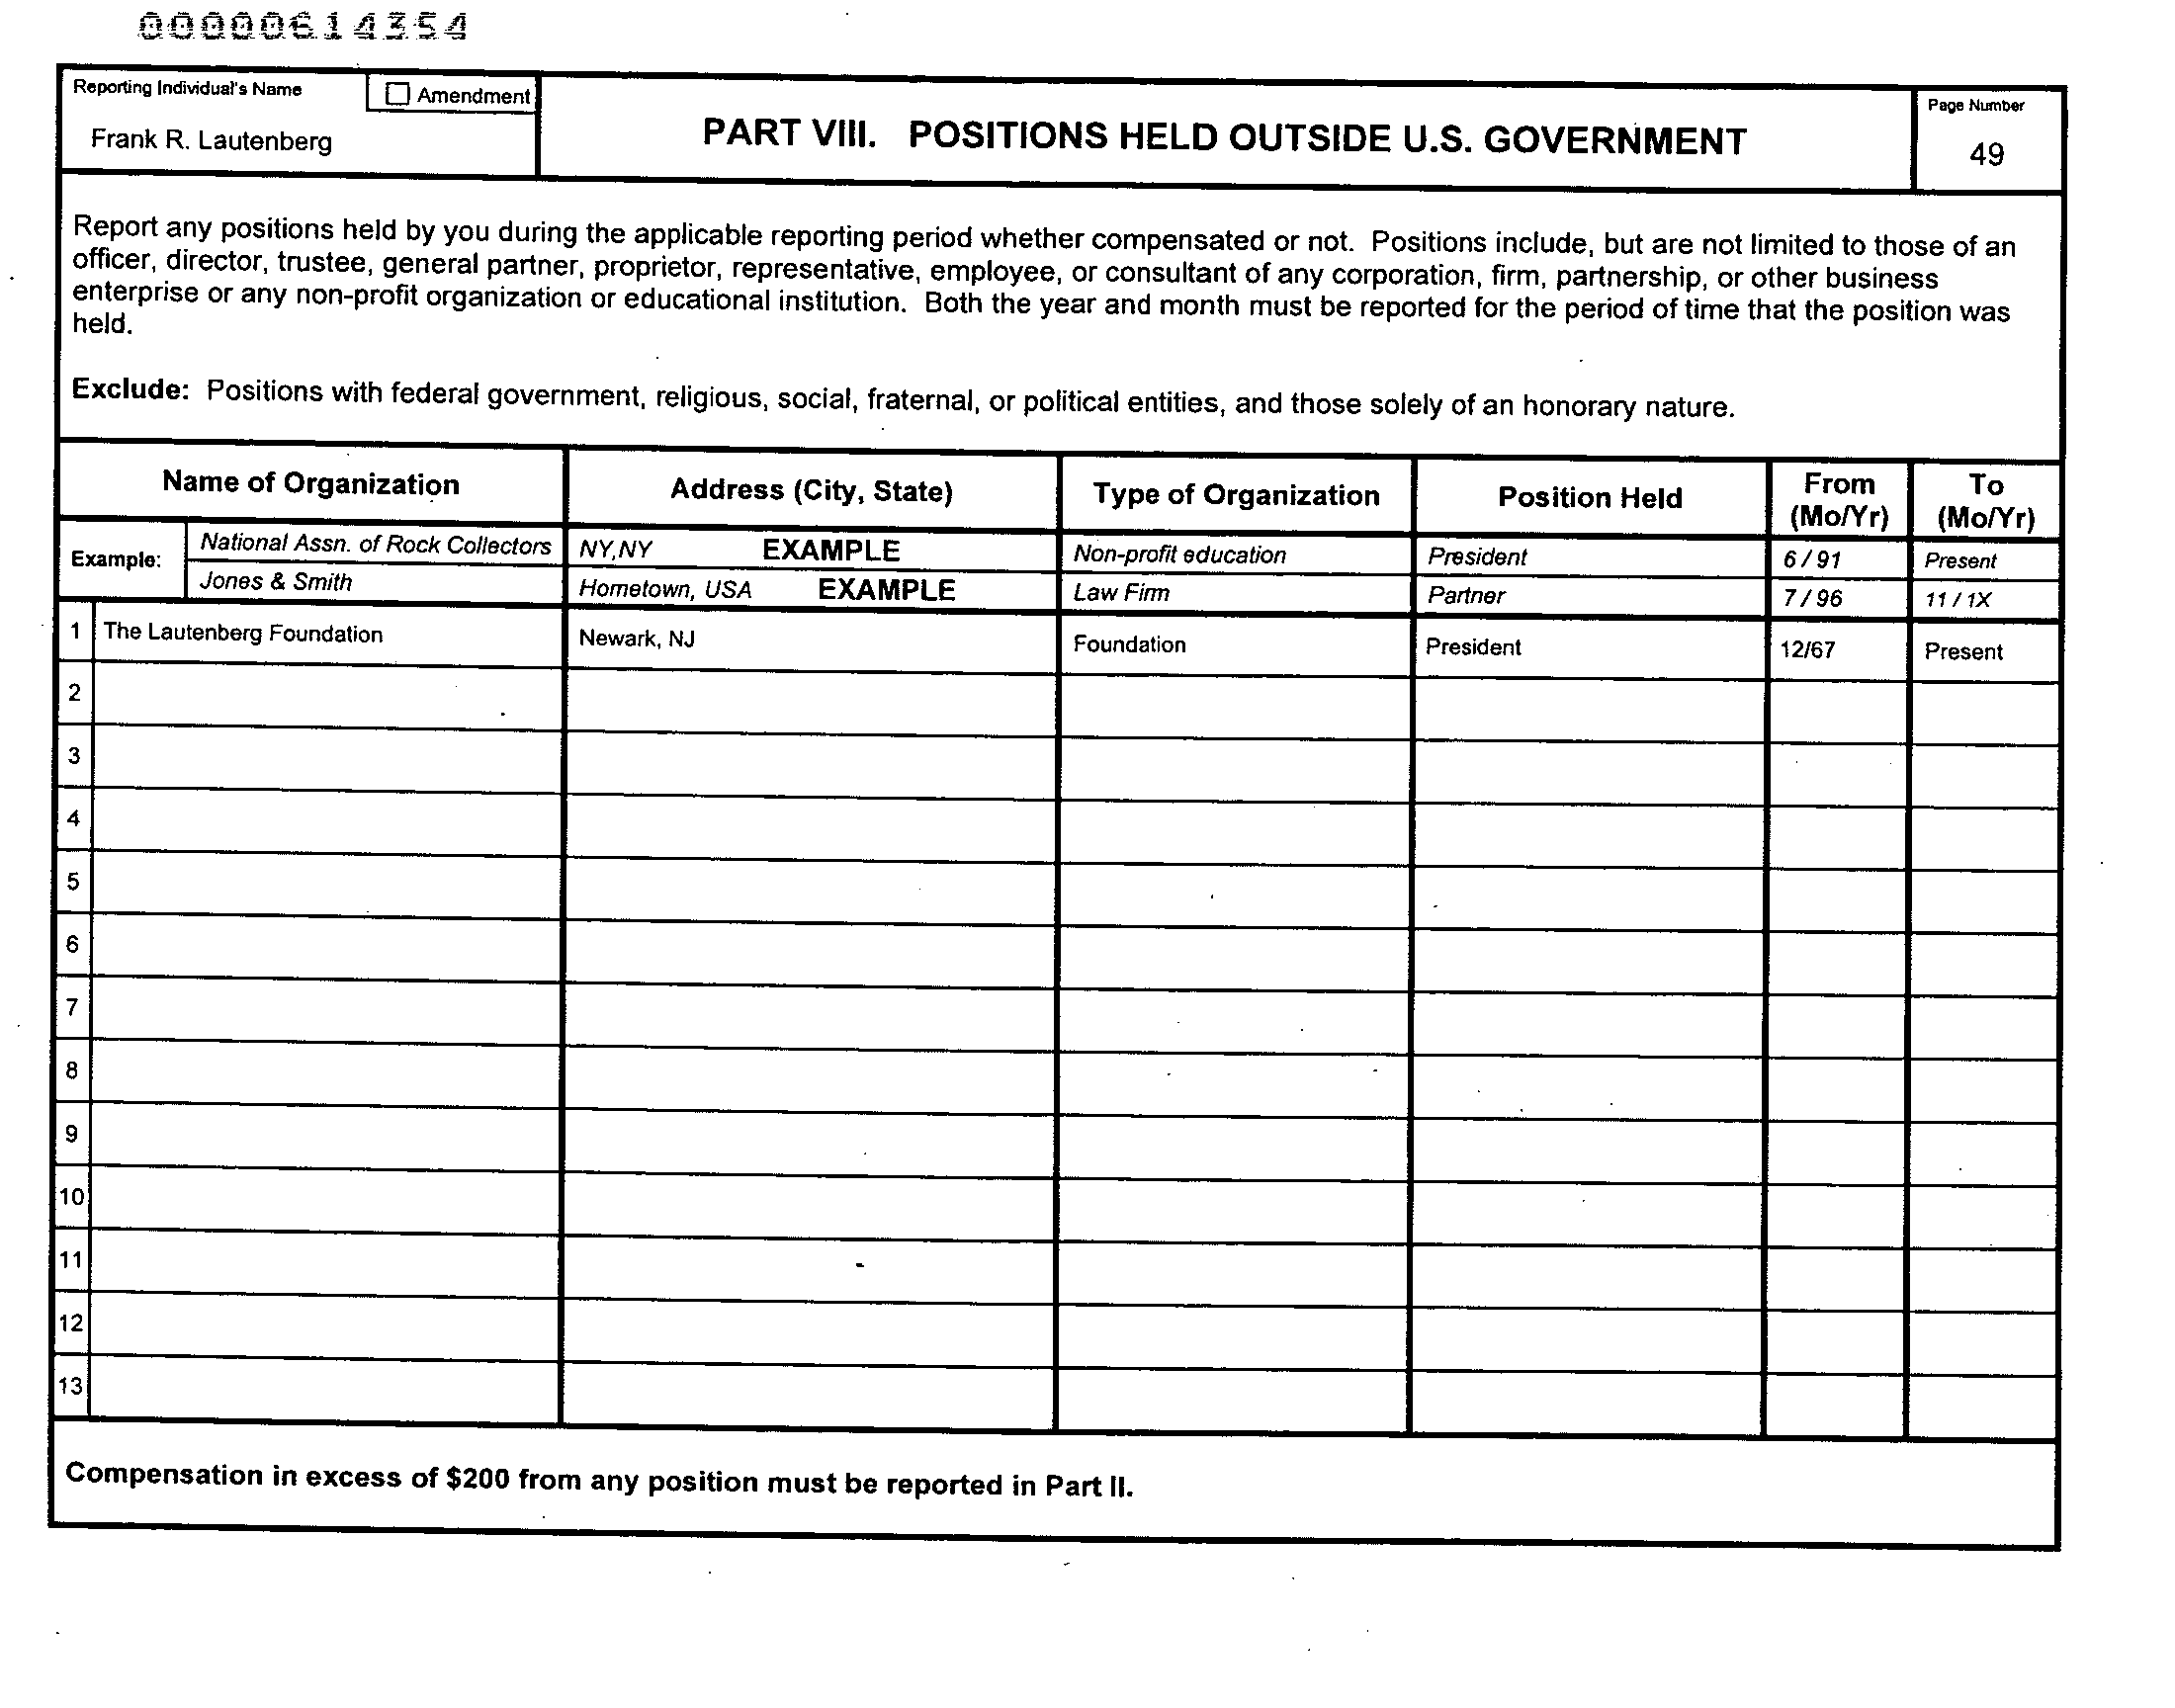 00000614354
Reporting Individual's Name
☐ Amendment
Frank R. Lautenberg
PART VIII. POSITIONS HELD OUTSIDE U.S. GOVERNMENT
Page Number
49
Report any positions held by you during the applicable reporting period whether compensated or not. Positions include, but are not limited to those of an
officer, director, trustee, general partner, proprietor, representative, employee, or consultant of any corporation, firm, partnership, or other business
enterprise or any non-profit organization or educational institution. Both the year and month must be reported for the period of time that the position was
held.
Exclude: Positions with federal government, religious, social, fraternal, or political entities, and those solely of an honorary nature.
Name of Organization Address (City, State) Type of Organization Position Held From (Mo/Yr) To (Mo/Yr)
Example:
National Assn. of Rock Collectors NY,NY EXAMPLE Non-profit education President 6 / 91 Present
Jones & Smith Hometown, USA EXAMPLE Law Firm Partner 7 / 96 11 / 1X
1 The Lautenberg Foundation Newark, NJ Foundation President 12/67 Present
2
3
4
5
6
7
8
9
10
11
12
13
Compensation in excess of $200 from any position must be reported in Part II.